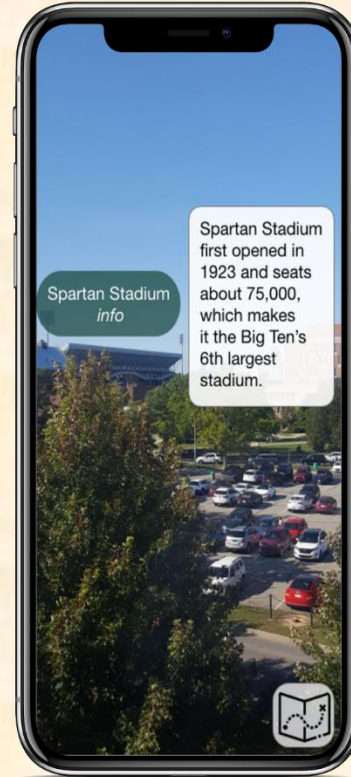 Spartan Stadium
info
Spartan Stadium
first opened in
1923 and seats
about 75,000,
which makes
it the Big Ten's
6th largest
stadium.